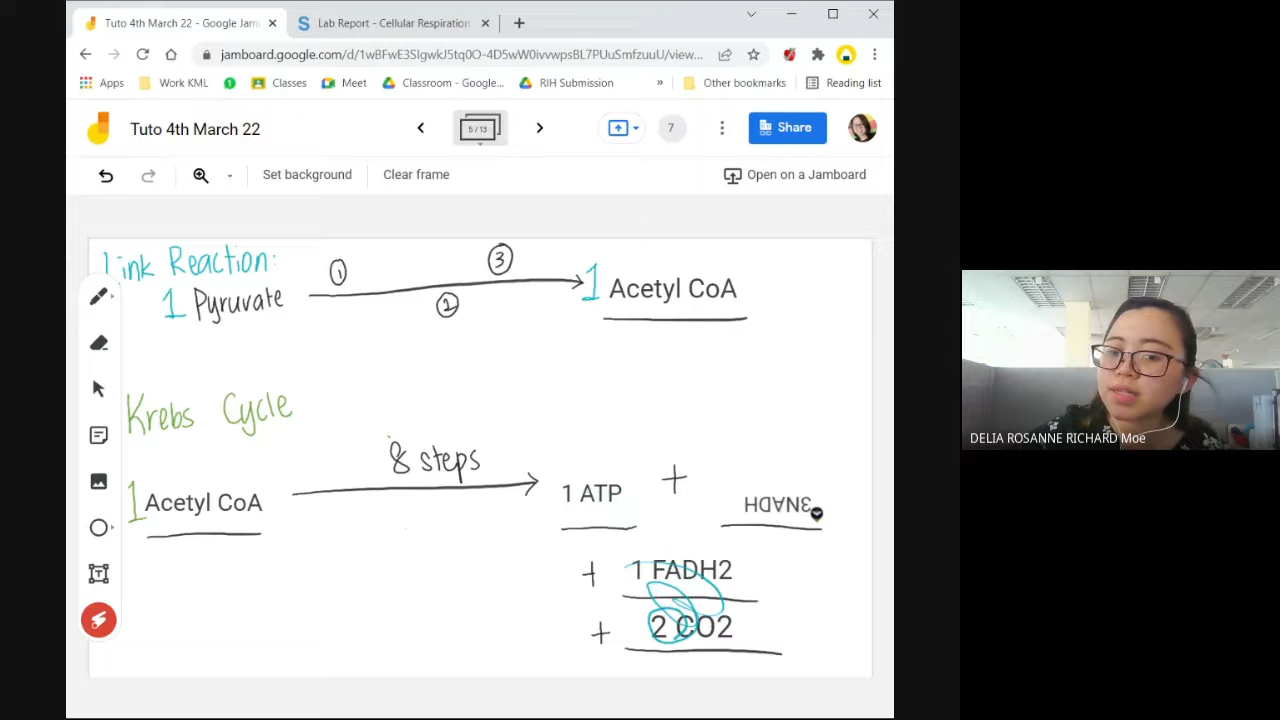 Tuto 4th March 22 - Google Jam
Lab Report - Cellular Respiration
jamboard.google.com/d/1wBFwE3SIgwkJ5tq0O-4D5wW0ivvwpsBL7PUuSmfzuuU/view...
Apps Work KML Classes Meet Classroom - Google... RIH Submission » Other bookmarks Reading list
Tuto 4th March 22 5 / 13 7 Share
Set background Clear frame Open on a Jamboard
Link Reaction:
1 Pyruvate 1 2 3 1 Acetyl CoA
Krebs Cycle
1 Acetyl CoA 8 steps 1 ATP + 3NADH
+ 1 FADH2
+ 2 CO2
DELIA ROSANNE RICHARD Moe